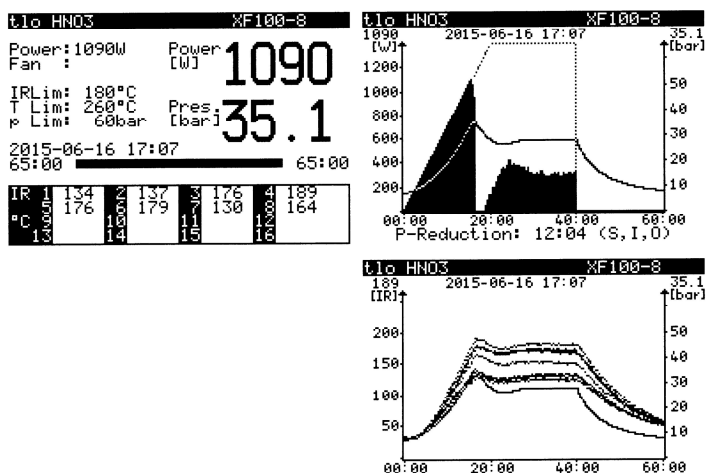 tlo HNO3 XF100-8
Power:1090W Power 1090
Fan : [W]
IRLim: 180°C
T Lim: 260°C Pres. 35.1
p Lim: 60bar [bar]
2015-06-16 17:07
65:00 65:00
IR 1 134 2 137 3 176 4 189
5 176 6 179 7 130 8 164
°C 9 10 11 12
13 14 15 16
tlo HNO3 XF100-8
1090 2015-06-16 17:07 35.1
[W] [bar]
1200
1000 50
800 40
600 30
400 20
200 10
00:00 20:00 40:00 60:00
P-Reduction: 12:04 (S,I,O)
tlo HNO3 XF100-8
189 2015-06-16 17:07 35.1
[IR] [bar]
200 50
150 40
100 30
50 20
10
00:00 20:00 40:00 60:00